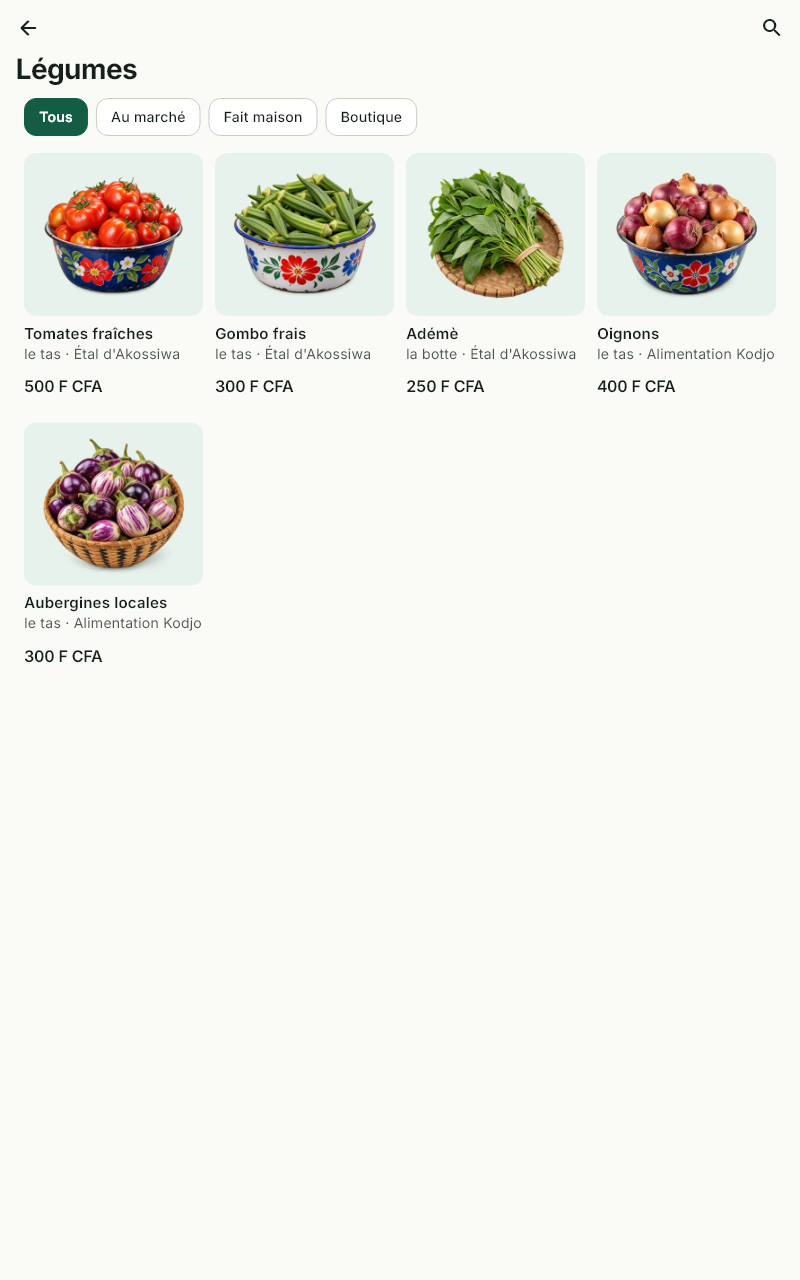 Légumes
Tous
Au marché
Fait maison
Boutique
Tomates fraîches
le tas · Étal d'Akossiwa
500 F CFA
Gombo frais
le tas · Étal d'Akossiwa
300 F CFA
Adémè
la botte · Étal d'Akossiwa
250 F CFA
Oignons
le tas · Alimentation Kodjo
400 F CFA
Aubergines locales
le tas · Alimentation Kodjo
300 F CFA